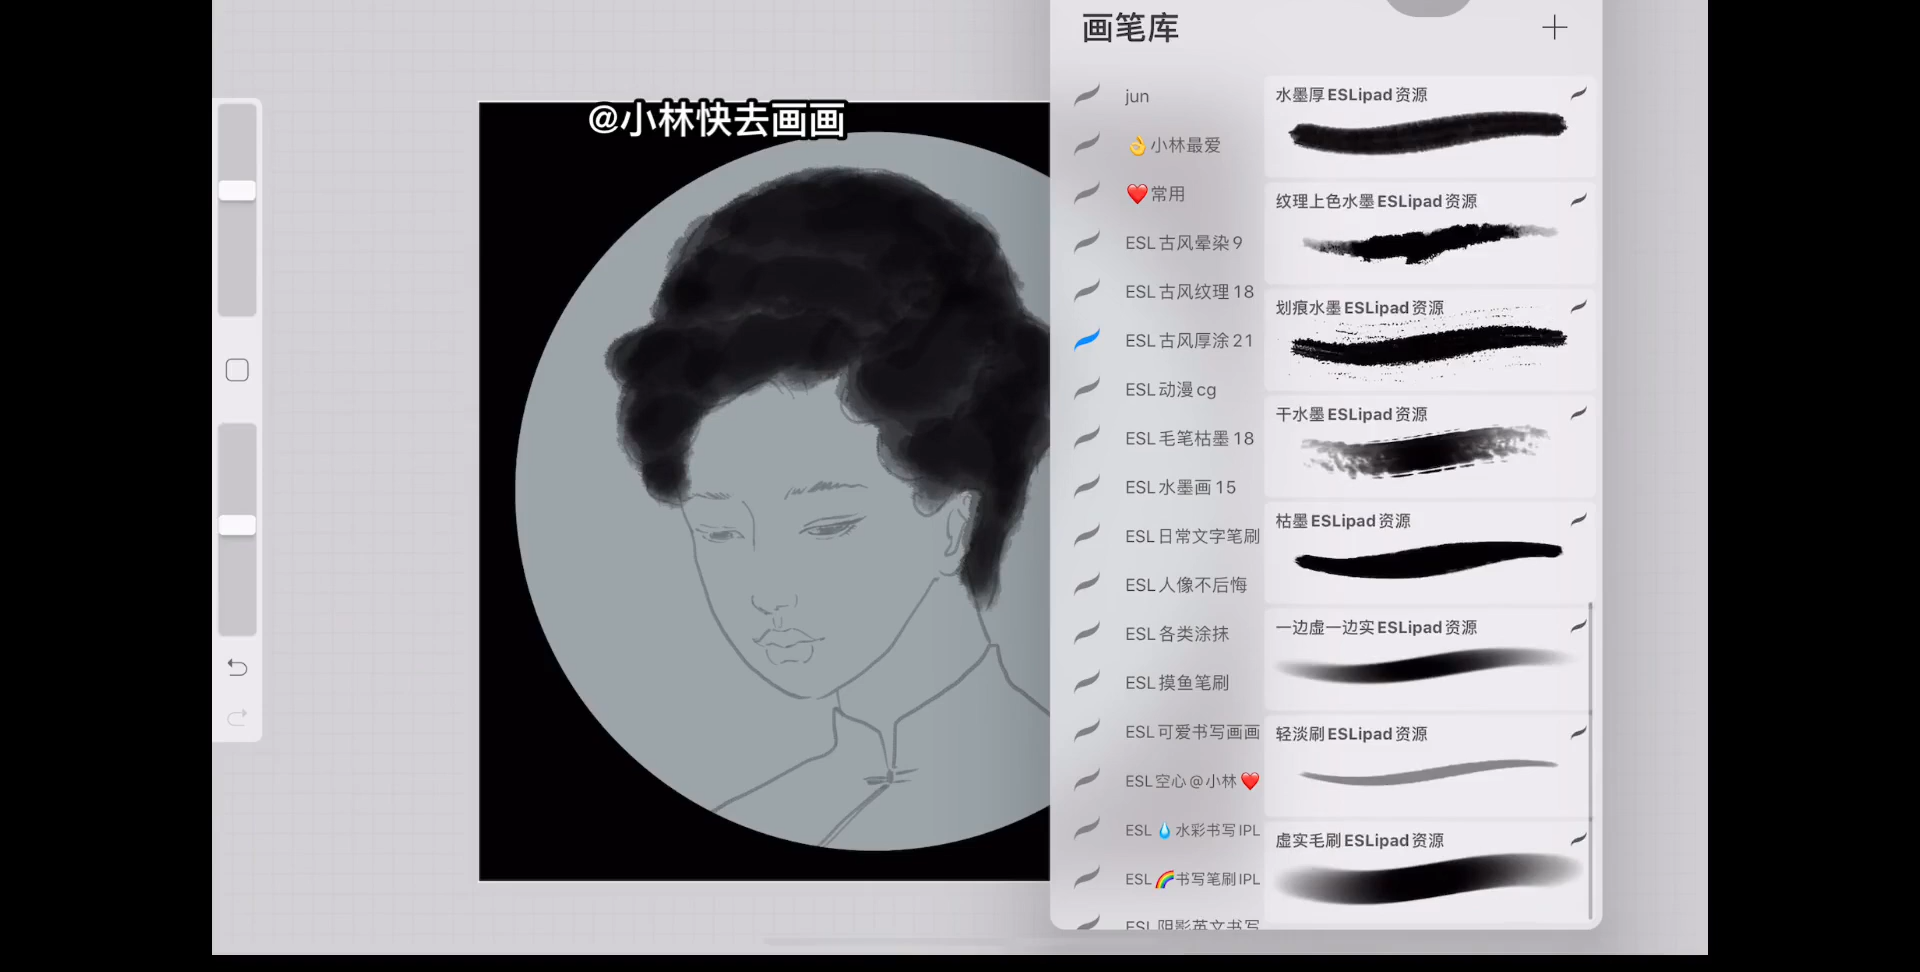 画笔库
@小林快去画画
jun
👌小林最爱
❤️常用
ESL古风晕染9
ESL古风纹理18
ESL古风厚涂21
ESL动漫cg
ESL毛笔枯墨18
ESL水墨画15
ESL日常文字笔刷
ESL人像不后悔
ESL各类涂抹
ESL摸鱼笔刷
ESL可爱书写画画
ESL空心@小林❤️
ESL💧水彩书写IPL
ESL🌈书写笔刷IPL
ESL阴影英文书写
水墨厚ESLipad资源
纹理上色水墨ESLipad资源
划痕水墨ESLipad资源
干水墨ESLipad资源
枯墨ESLipad资源
一边虚一边实ESLipad资源
轻淡刷ESLipad资源
虚实毛刷ESLipad资源